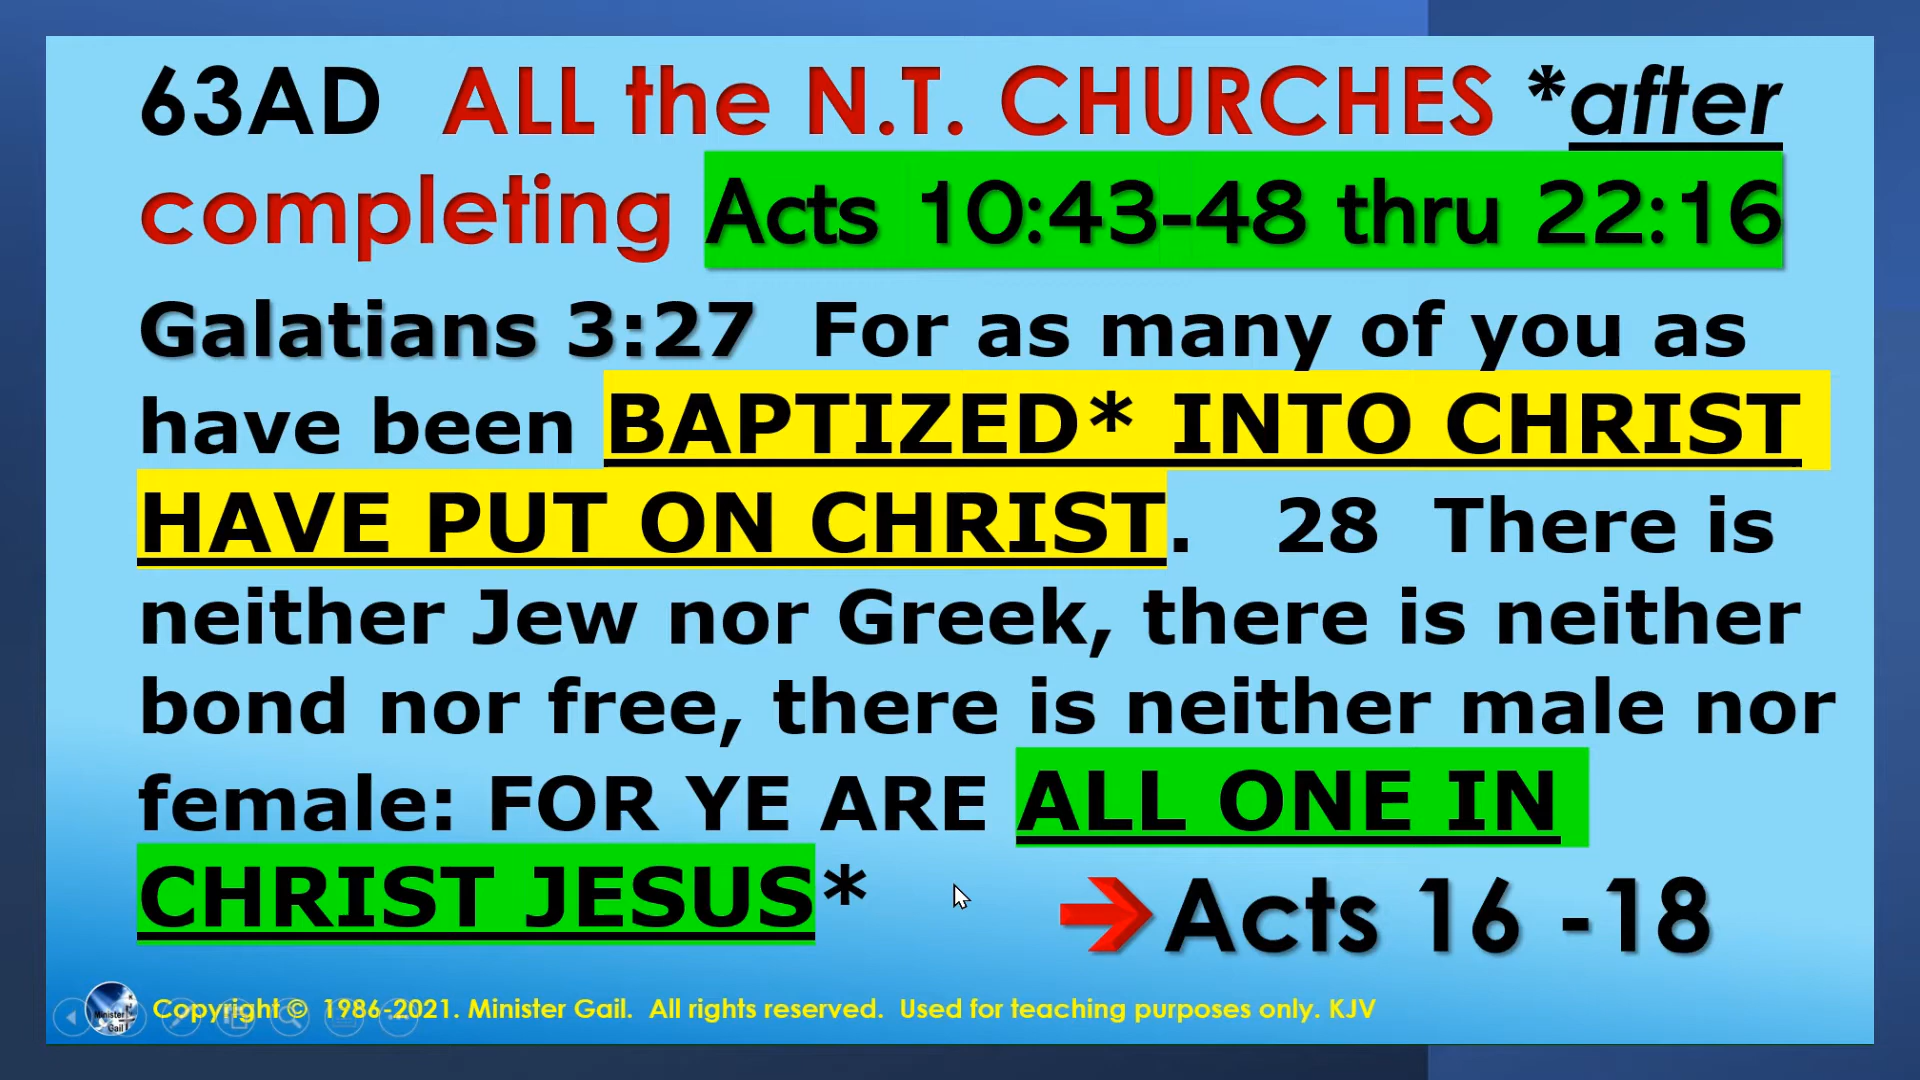 63AD ALL the N.T. CHURCHES *after
completing Acts 10:43-48 thru 22:16
Galatians 3:27 For as many of you as
have been BAPTIZED* INTO CHRIST
HAVE PUT ON CHRIST. 28 There is
neither Jew nor Greek, there is neither
bond nor free, there is neither male nor
female: FOR YE ARE ALL ONE IN
CHRIST JESUS*
➔Acts 16 -18
Minister
Gail
Copyright © 1986-2021. Minister Gail. All rights reserved. Used for teaching purposes only. KJV